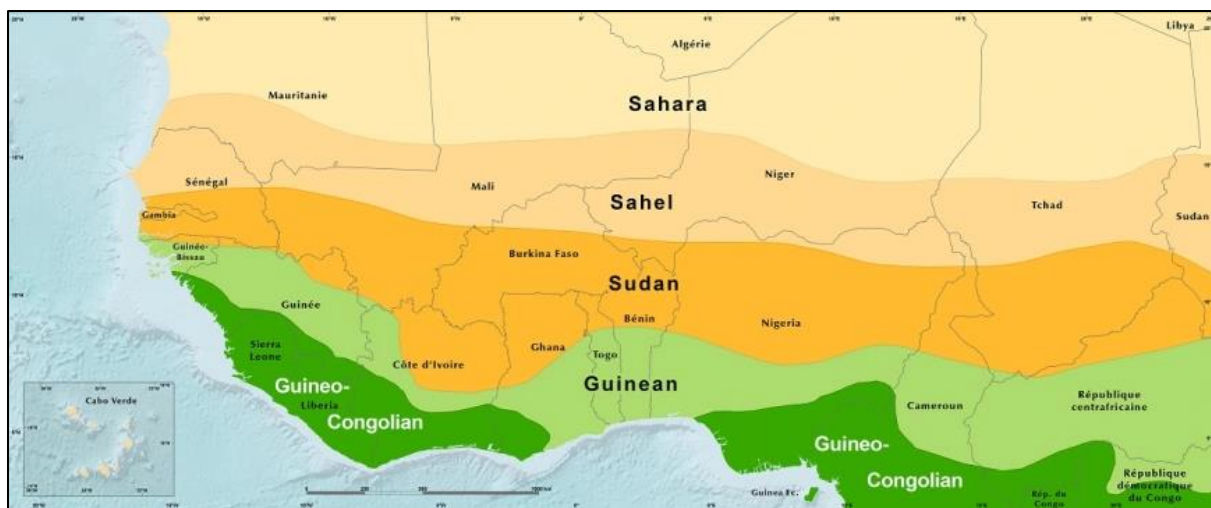 Libya
Algérie
Mauritanie
Sahara
Sénégal
Mali
Niger
Sahel
Tchad
Sudan
Gambia
Guinée-
Bissau
Burkina Faso
Sudan
Guinée
Bénin
Nigeria
Sierra
Leone
Côte d'Ivoire
Ghana
Togo
Guineo-
Congolian
Liberia
Guinean
Cameroun
République
centrafricaine
Cabo Verde
Guineo-
Congolian
Guinea Ec.
Rép. du
Congo
République
démocratique
du Congo